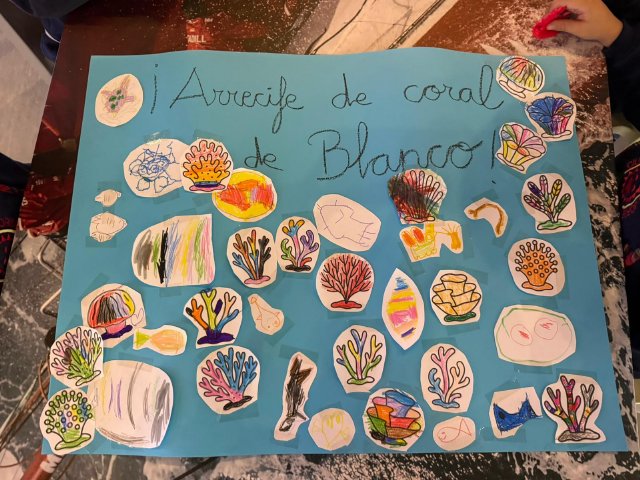 ¡Arrecife de coral
de Blanco!